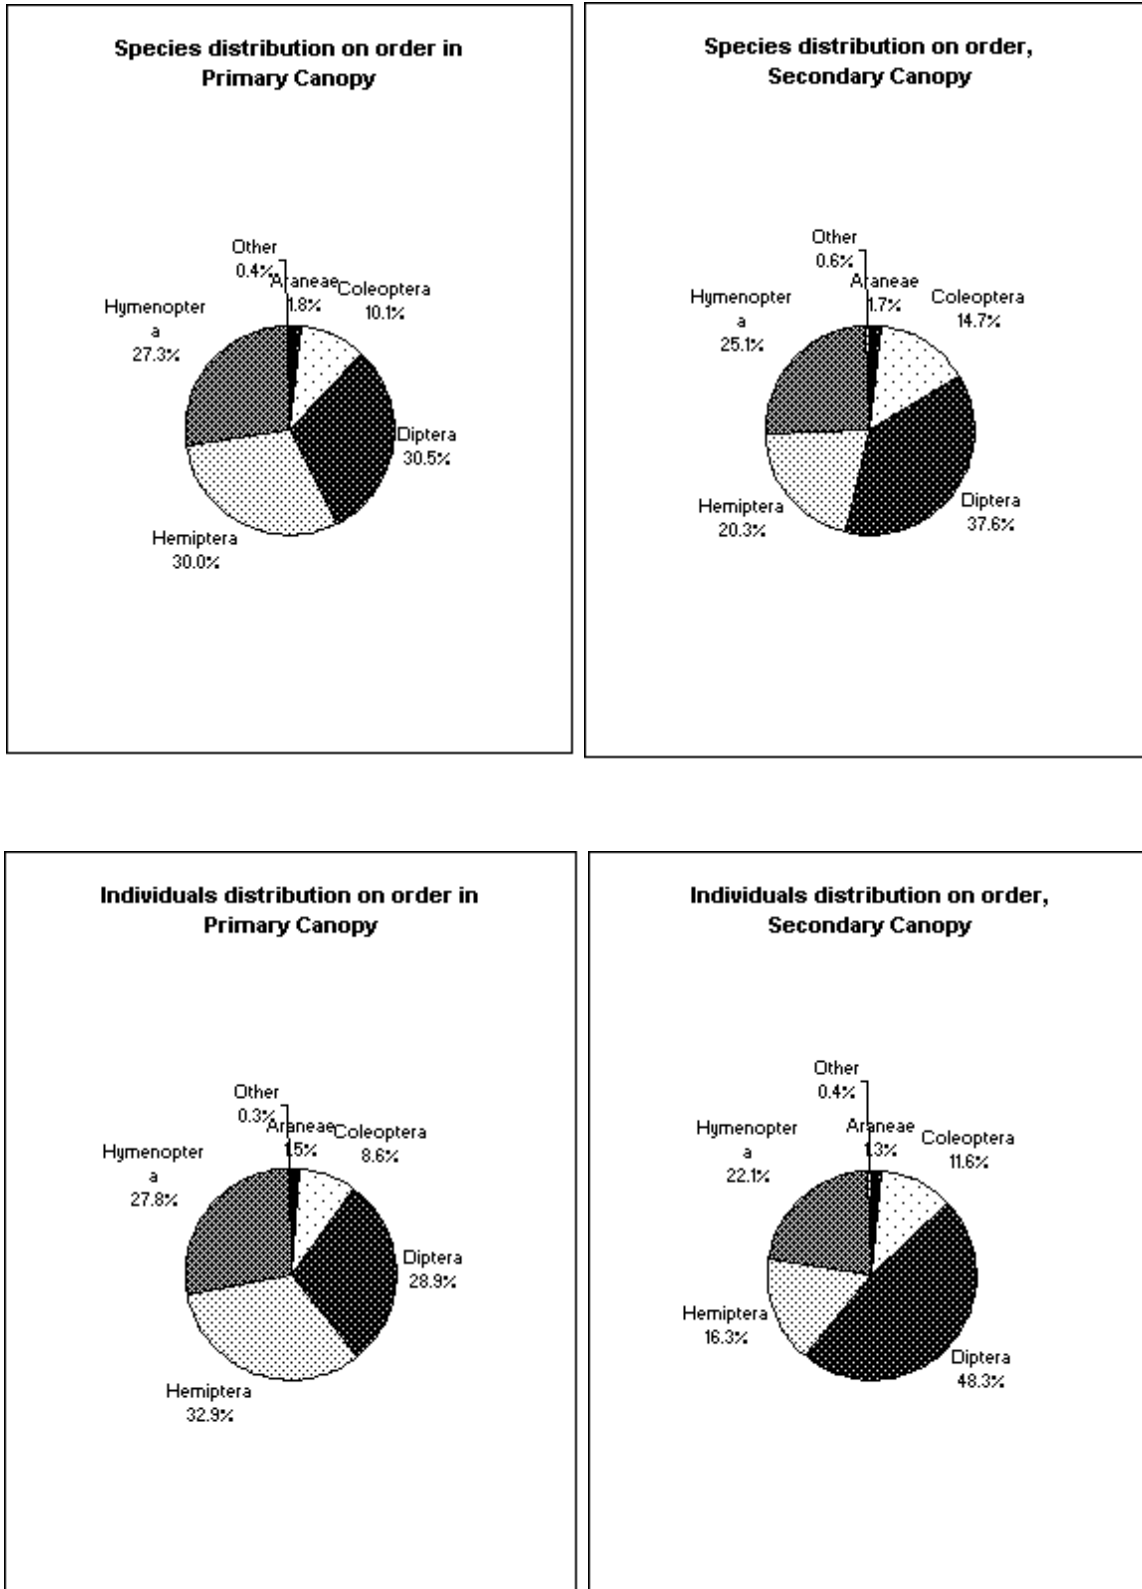 Species distribution on order in
Primary Canopy
Other
0.4%
Araneae
1.8%
Coleoptera
10.1%
Hymenopter
a
27.3%
Diptera
30.5%
Hemiptera
30.0%
Species distribution on order,
Secondary Canopy
Other
0.6%
Araneae
1.7%
Coleoptera
14.7%
Hymenopter
a
25.1%
Diptera
37.6%
Hemiptera
20.3%
Individuals distribution on order in
Primary Canopy
Other
0.3%
Araneae
1.5%
Coleoptera
8.6%
Hymenopter
a
27.8%
Diptera
28.9%
Hemiptera
32.9%
Individuals distribution on order,
Secondary Canopy
Other
0.4%
Araneae
1.3%
Coleoptera
11.6%
Hymenopter
a
22.1%
Hemiptera
16.3%
Diptera
48.3%